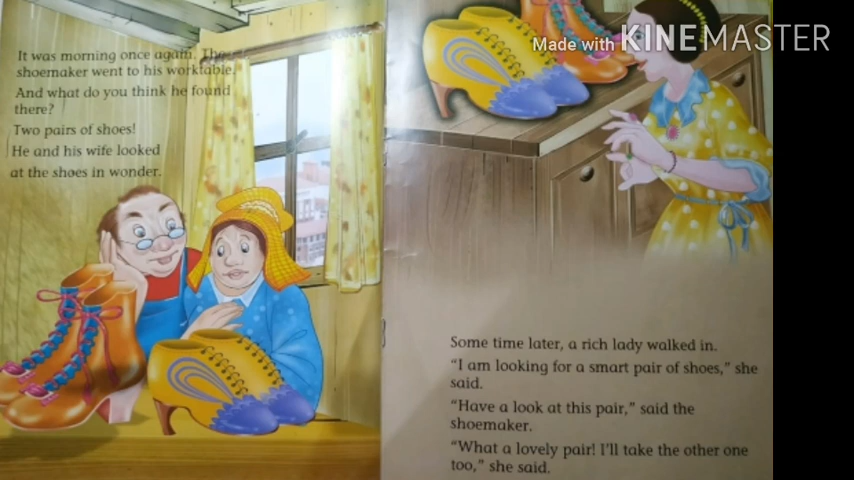 It was morning once again. The
shoemaker went to his worktable.
And what do you think he found
there?
Two pairs of shoes!
He and his wife looked
at the shoes in wonder.
Made with KINEMASTER
Some time later, a rich lady walked in.
"I am looking for a smart pair of shoes," she
said.
"Have a look at this pair," said the
shoemaker.
"What a lovely pair! I'll take the other one
too," she said.